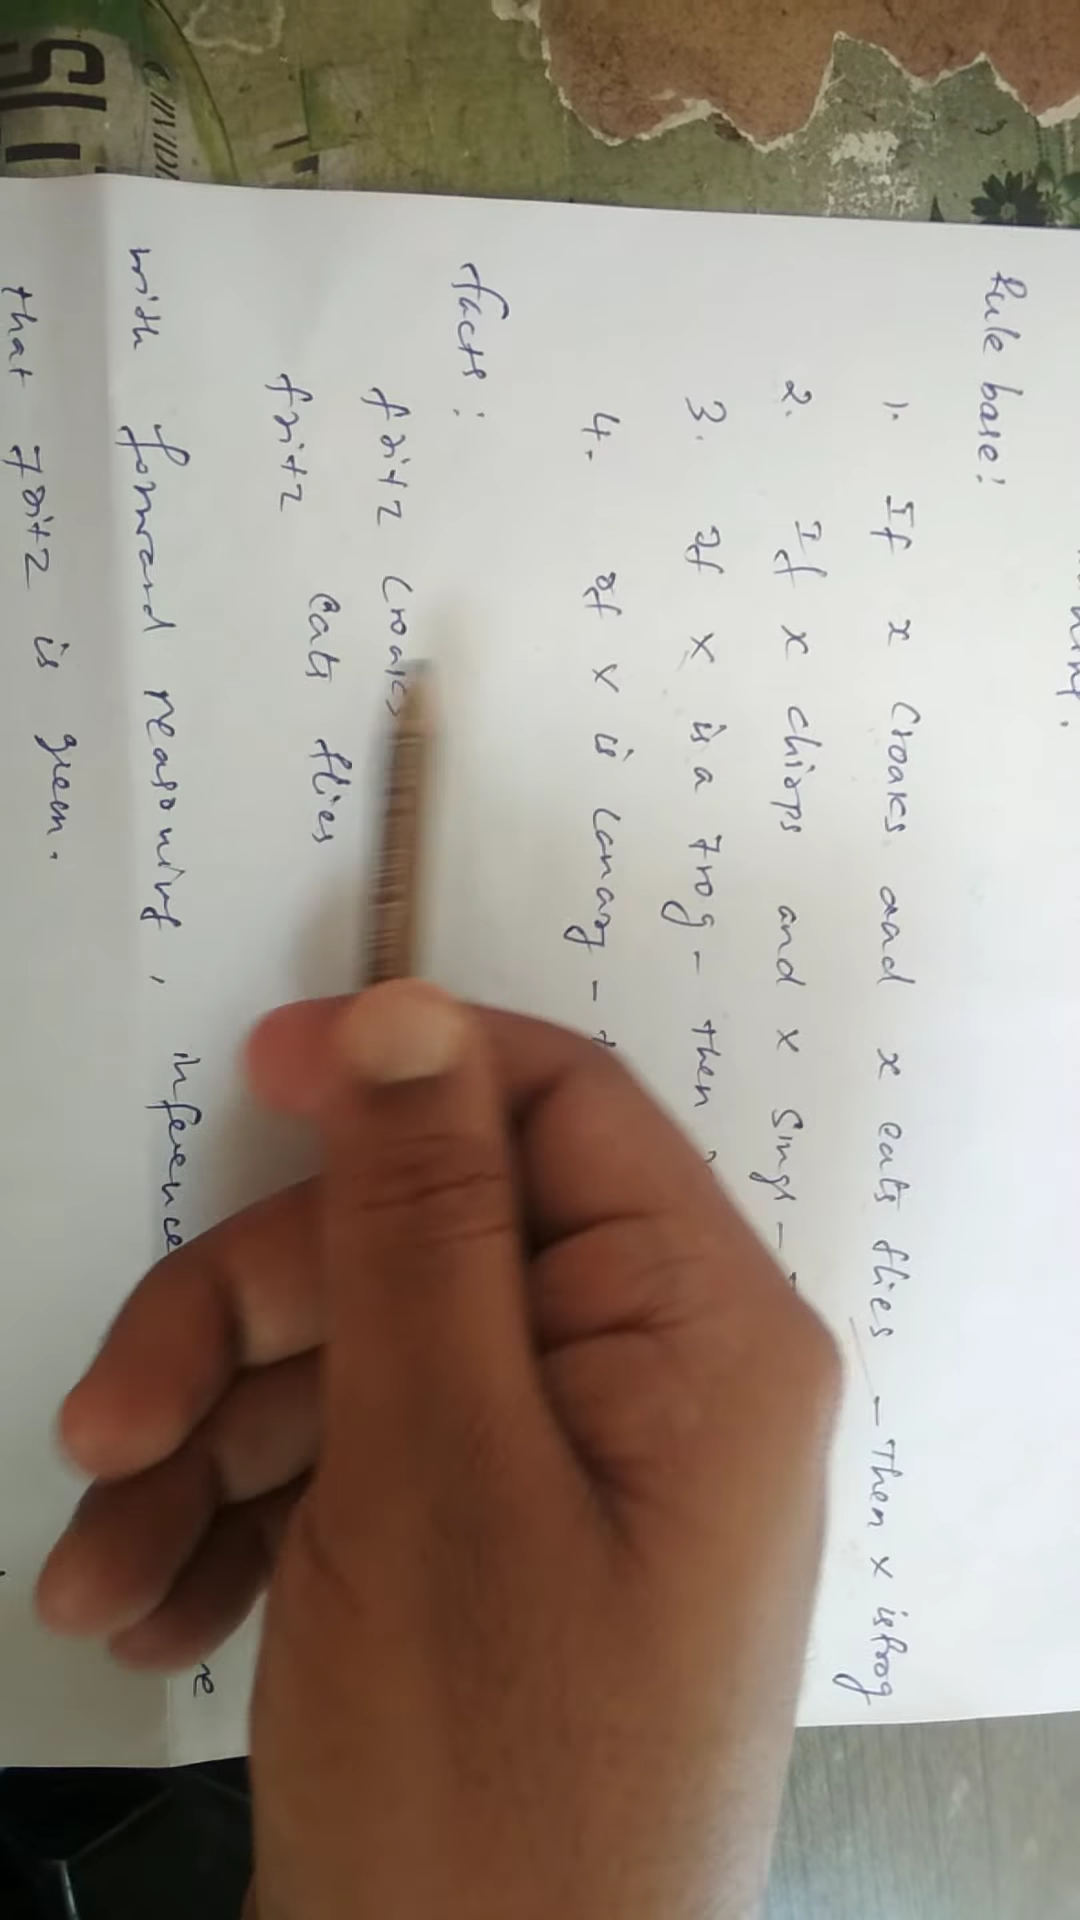 Rule base:
1. If x Croaks and x eats flies - Then x is frog
2. If x chirps and x Sings -
3. If x is a Frog - then
4. If x is Canary -
facts:
fritz Croaks
fritz eats flies
with forward reasoning, inference
that Fritz is green.